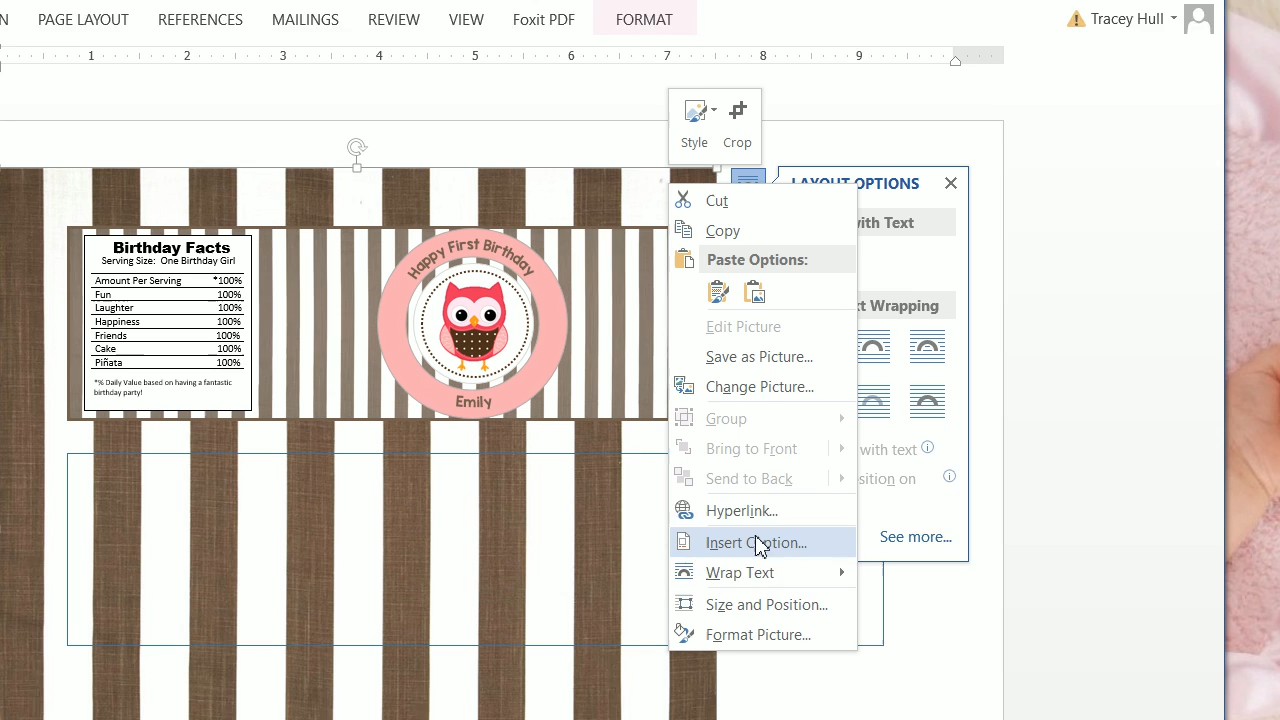 N PAGE LAYOUT REFERENCES MAILINGS REVIEW VIEW Foxit PDF FORMAT Tracey Hull
1 2 3 4 5 6 7 8 9
Style Crop
LAYOUT OPTIONS
with Text
xt Wrapping
with text
sition on
See more...
Cut
Copy
Paste Options:
Edit Picture
Save as Picture...
Change Picture...
Group
Bring to Front
Send to Back
Hyperlink...
Insert Caption...
Wrap Text
Size and Position...
Format Picture...
Birthday Facts
Serving Size: One Birthday Girl
Amount Per Serving *100%
Fun 100%
Laughter 100%
Happiness 100%
Friends 100%
Cake 100%
Piñata 100%
*% Daily Value based on having a fantastic
birthday party!
Happy First Birthday
Emily